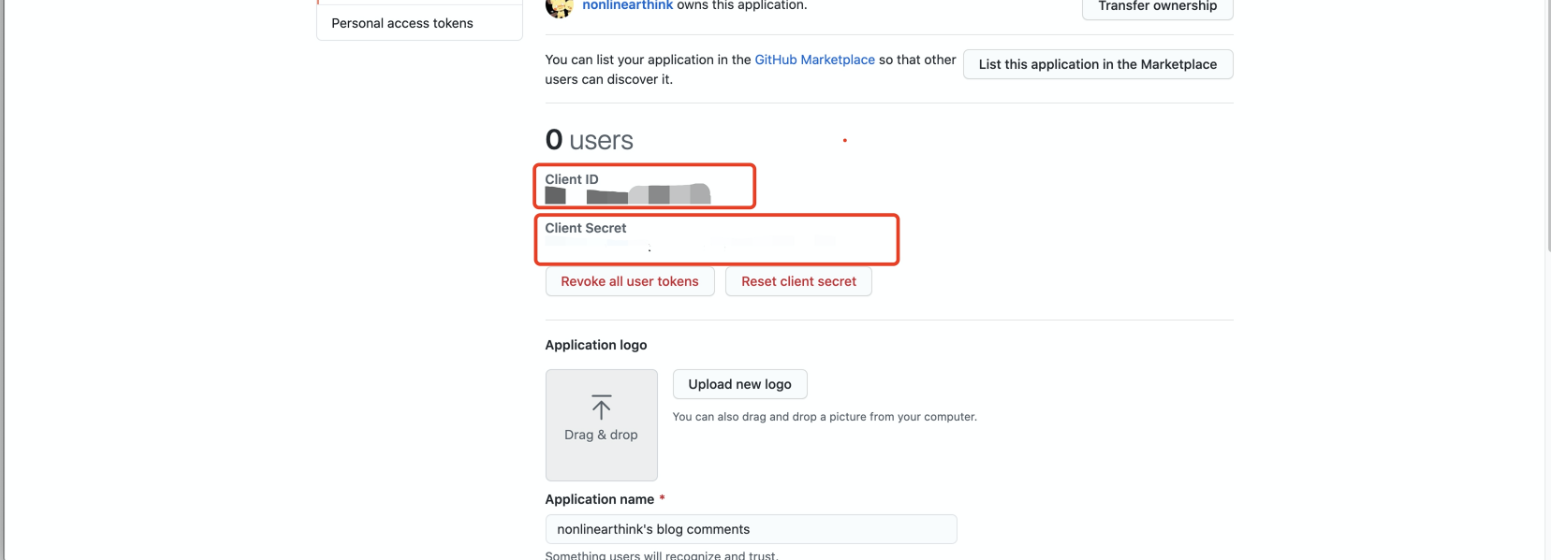 nonlinearthink owns this application.
Transfer ownership
Personal access tokens
You can list your application in the GitHub Marketplace so that other
users can discover it.
List this application in the Marketplace
0 users
Client ID
Client Secret
Revoke all user tokens
Reset client secret
Application logo
Upload new logo
You can also drag and drop a picture from your computer.
Drag & drop
Application name *
nonlinearthink's blog comments
Something users will recognize and trust.